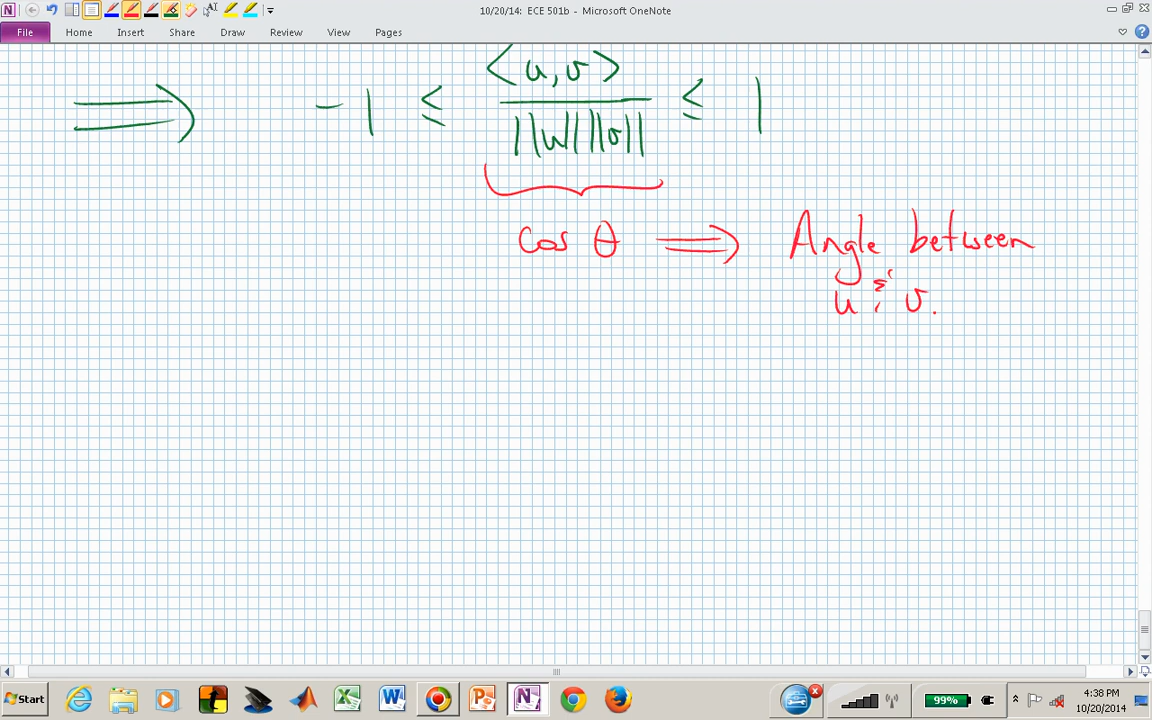 10/20/14: ECE 501b - Microsoft OneNote
File Home Insert Share Draw Review View Pages
<u, v>
⟹ -1 ≤ ――― ≤ 1
||u|| ||v||
cos θ ⟹ Angle between
u & v.
Start
99%
4:38 PM
10/20/2014